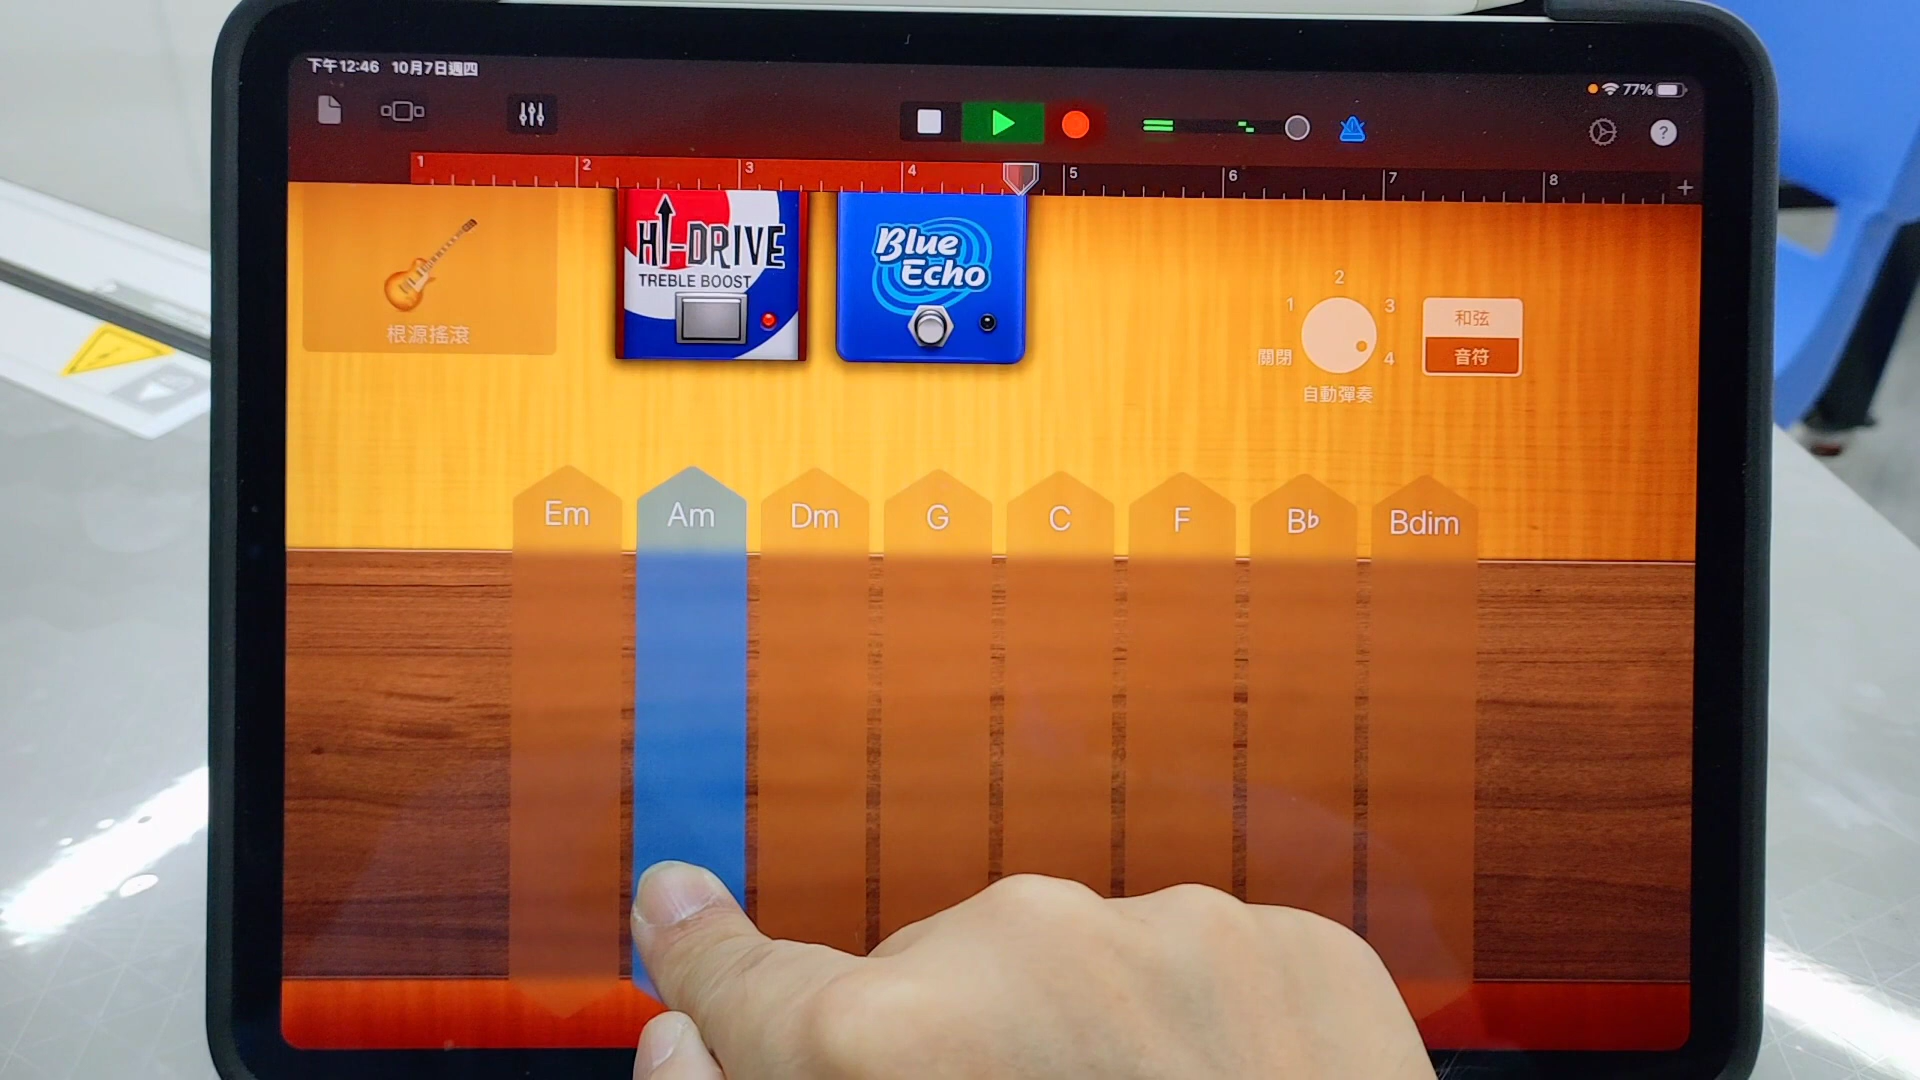 下午12:46 10月7日週四
77%
?
1 2 3 4 5 6 7 8 +
HI-DRIVE
TREBLE BOOST
Blue
Echo
根源搖滾
2
1 3
關閉 4
自動彈奏
和弦
音符
Em Am Dm G C F B♭ Bdim